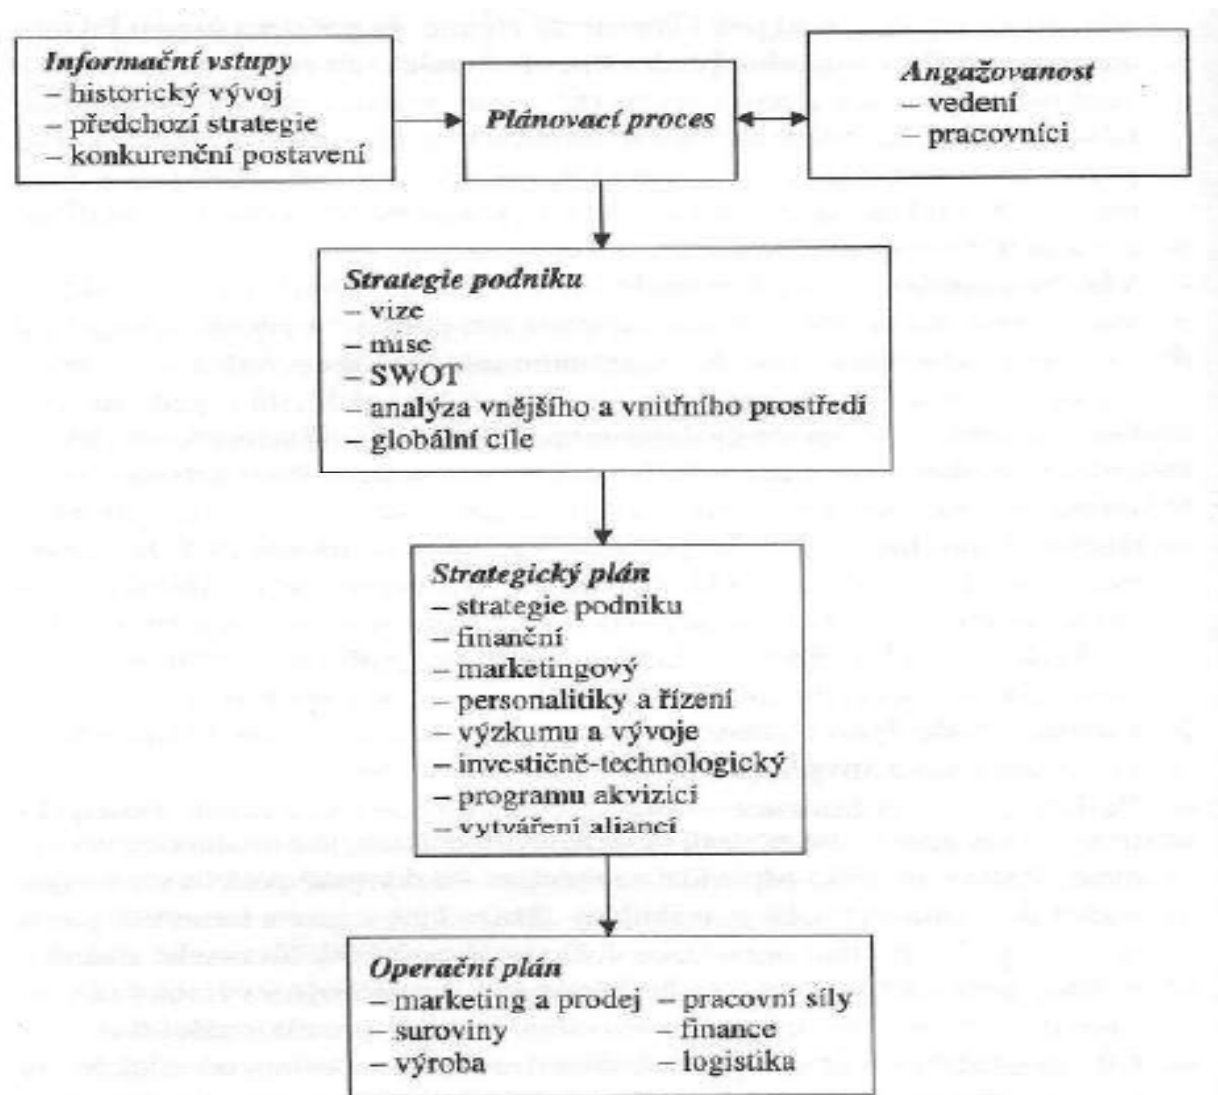 Informační vstupy
– historický vývoj
– předchozí strategie
– konkurenční postavení
Plánovací proces
Angažovanost
– vedení
– pracovníci
Strategie podniku
– vize
– mise
– SWOT
– analýza vnějšího a vnitřního prostředí
– globální cíle
Strategický plán
– strategie podniku
– finanční
– marketingový
– personalitiky a řízení
– výzkumu a vývoje
– investičně-technologický
– programu akvizicí
– vytváření aliancí
Operační plán
– marketing a prodej – pracovní síly
– suroviny – finance
– výroba – logistika